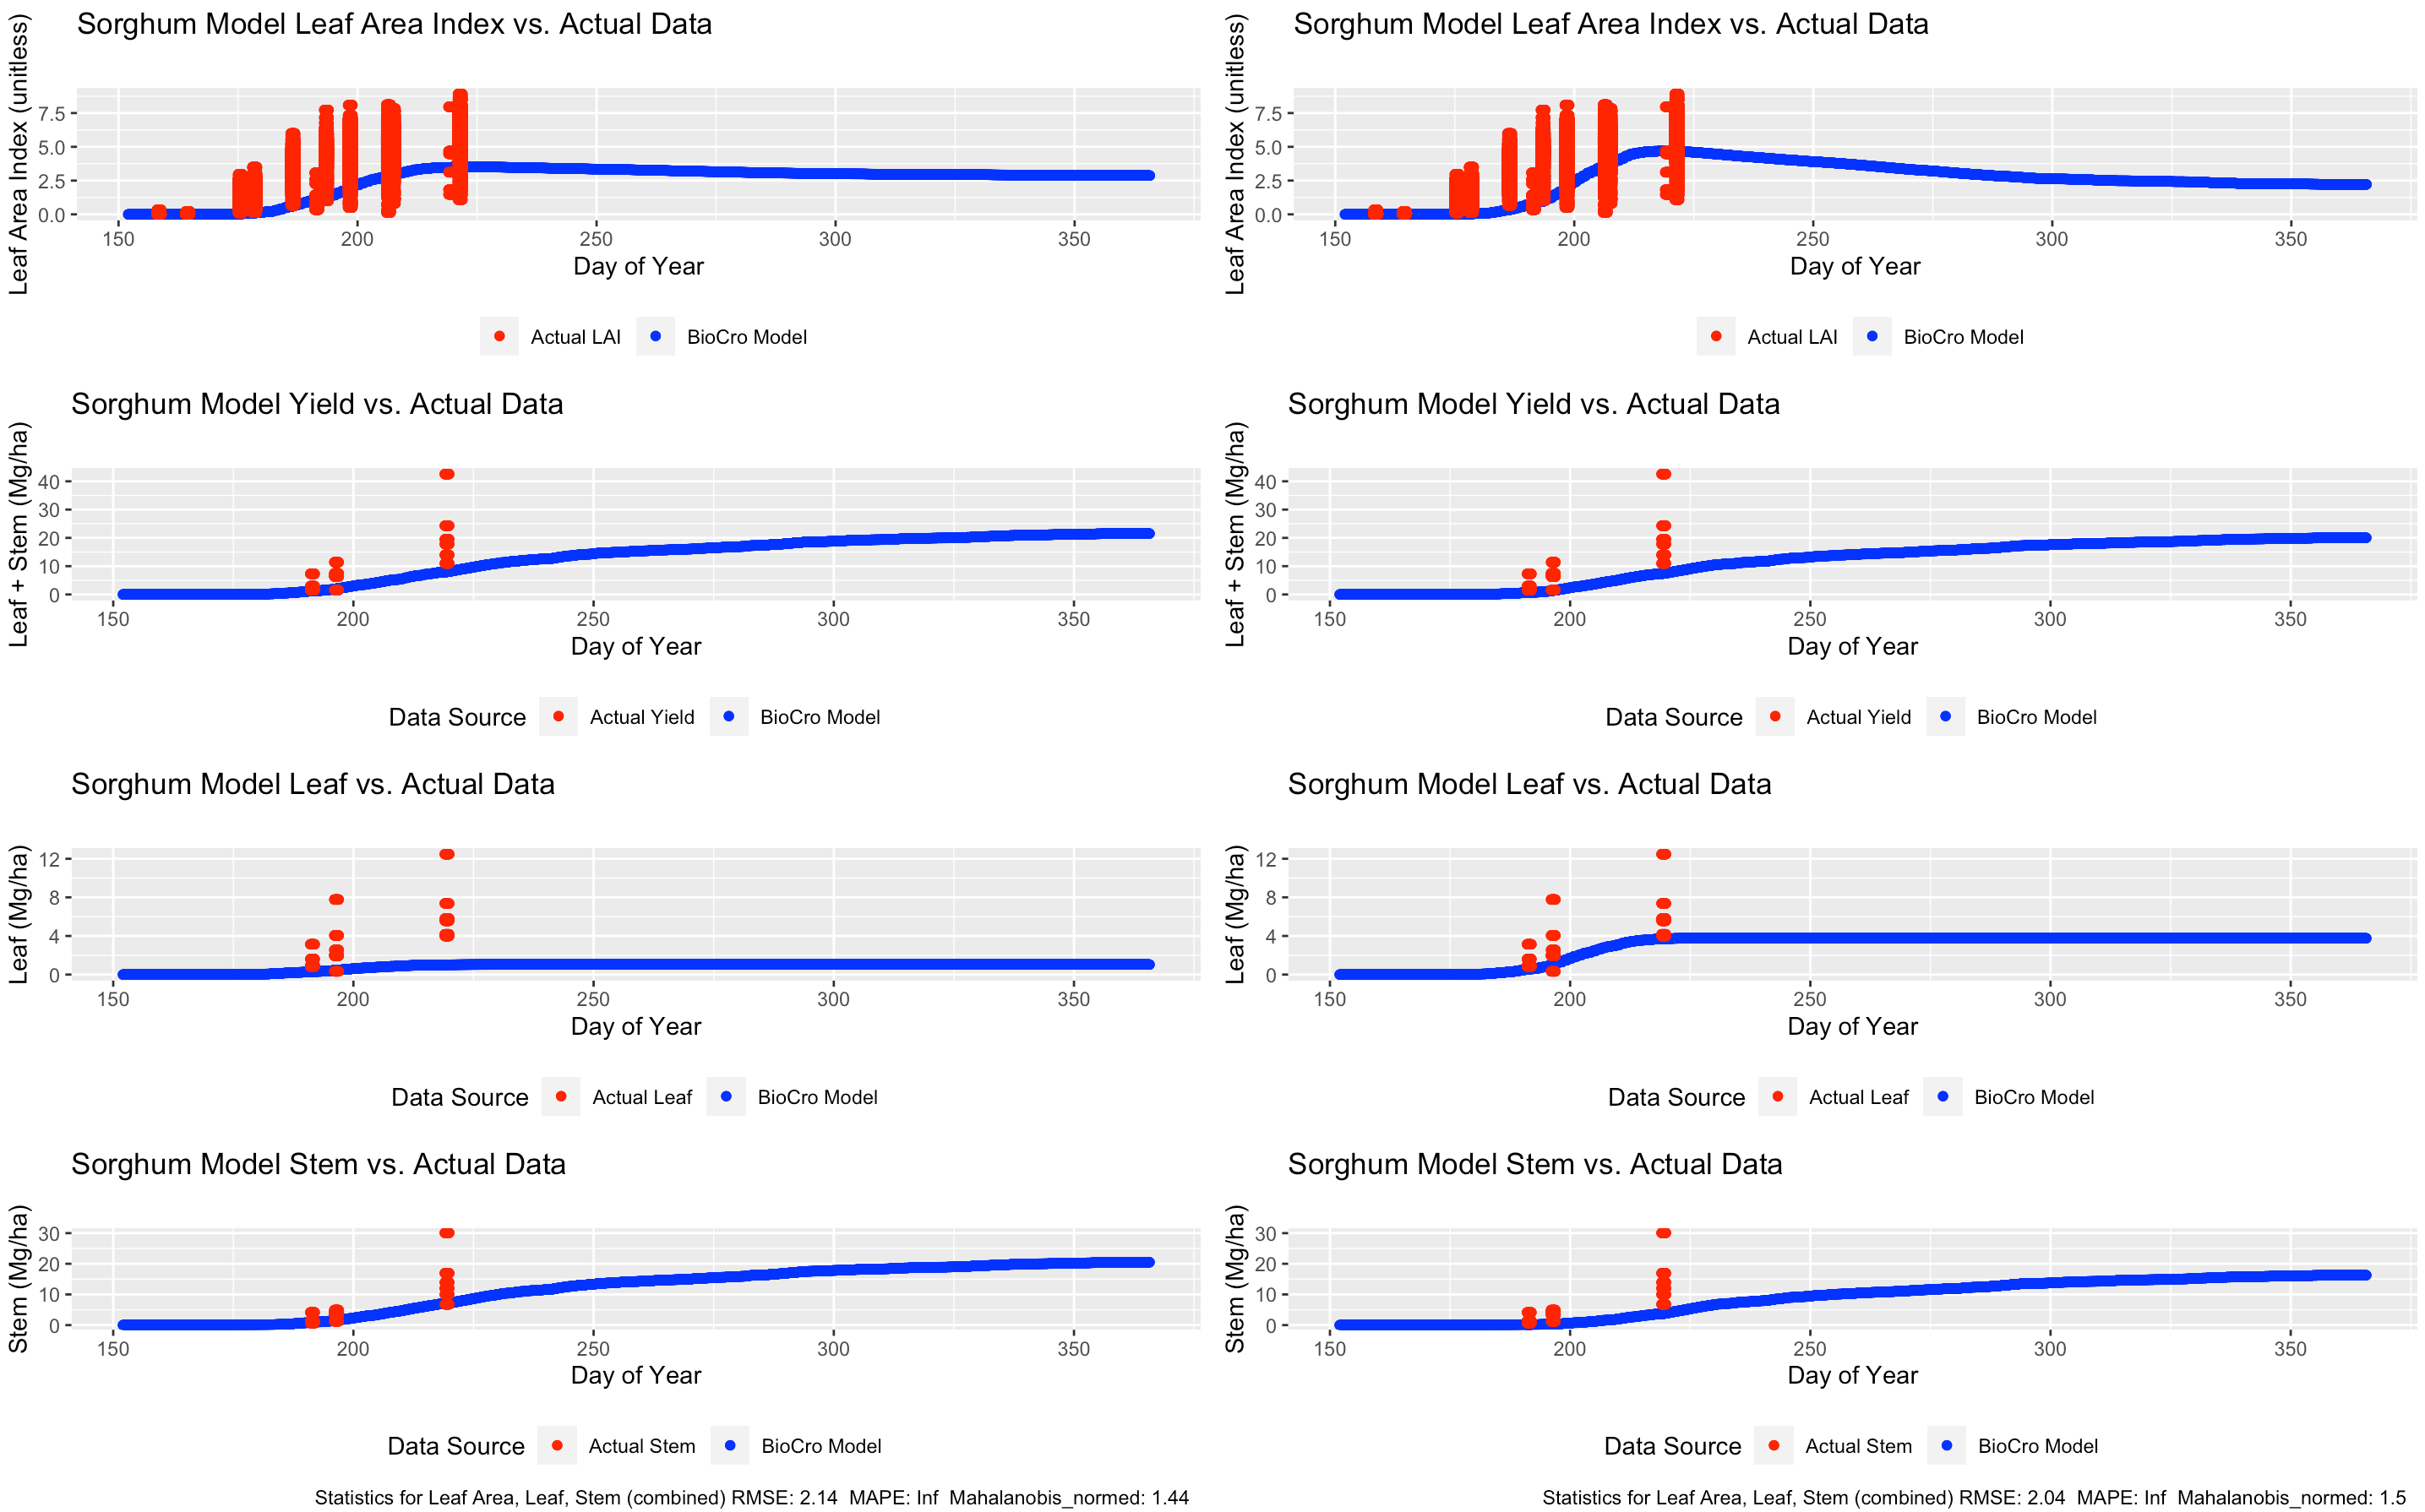 Sorghum Model Leaf Area Index vs. Actual Data
Leaf Area Index (unitless)
7.5
5.0
2.5
0.0
150 200 250 300 350
Day of Year
Actual LAI BioCro Model
Sorghum Model Leaf Area Index vs. Actual Data
Leaf Area Index (unitless)
7.5
5.0
2.5
0.0
150 200 250 300 350
Day of Year
Actual LAI BioCro Model
Sorghum Model Yield vs. Actual Data
Leaf + Stem (Mg/ha)
40
30
20
10
0
150 200 250 300 350
Day of Year
Data Source Actual Yield BioCro Model
Sorghum Model Yield vs. Actual Data
Leaf + Stem (Mg/ha)
40
30
20
10
0
150 200 250 300 350
Day of Year
Data Source Actual Yield BioCro Model
Sorghum Model Leaf vs. Actual Data
Leaf (Mg/ha)
12
8
4
0
150 200 250 300 350
Day of Year
Data Source Actual Leaf BioCro Model
Sorghum Model Leaf vs. Actual Data
Leaf (Mg/ha)
12
8
4
0
150 200 250 300 350
Day of Year
Data Source Actual Leaf BioCro Model
Sorghum Model Stem vs. Actual Data
Stem (Mg/ha)
30
20
10
0
150 200 250 300 350
Day of Year
Data Source Actual Stem BioCro Model
Statistics for Leaf Area, Leaf, Stem (combined) RMSE: 2.14 MAPE: Inf Mahalanobis_normed: 1.44
Sorghum Model Stem vs. Actual Data
Stem (Mg/ha)
30
20
10
0
150 200 250 300 350
Day of Year
Data Source Actual Stem BioCro Model
Statistics for Leaf Area, Leaf, Stem (combined) RMSE: 2.04 MAPE: Inf Mahalanobis_normed: 1.5